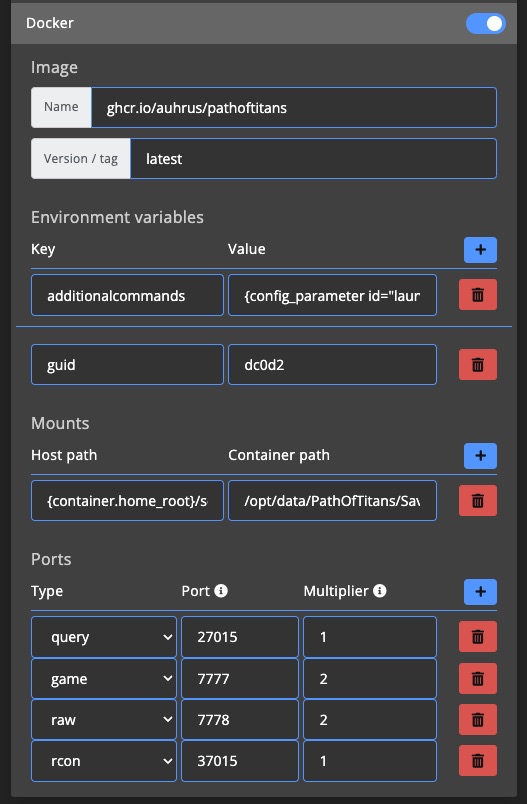 Docker
Image
Name ghcr.io/auhrus/pathoftitans
Version / tag latest
Environment variables
Key Value
additionalcommands {config_parameter id="laur
guid dc0d2
Mounts
Host path Container path
{container.home_root}/s /opt/data/PathOfTitans/Sav
Ports
Type Port Multiplier
query 27015 1
game 7777 2
raw 7778 2
rcon 37015 1